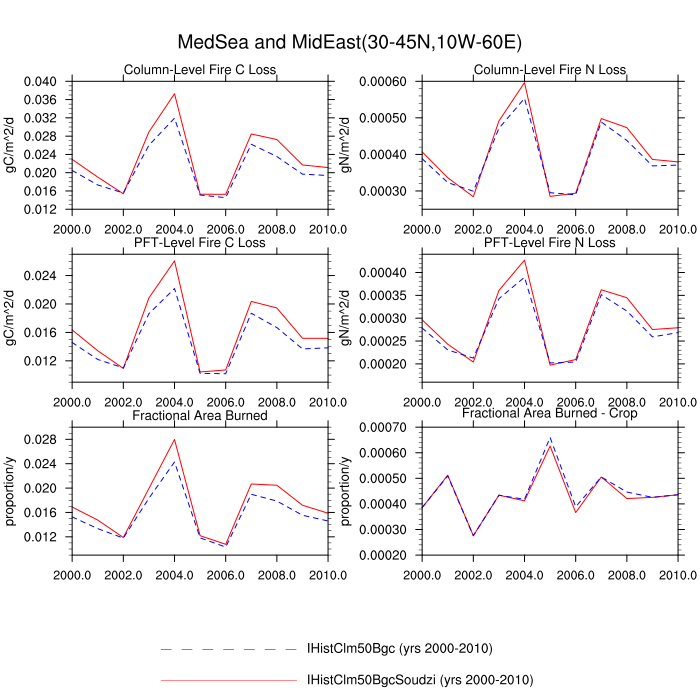 MedSea and MidEast(30-45N,10W-60E)
Column-Level Fire C Loss
gC/m^2/d
0.040
0.036
0.032
0.028
0.024
0.020
0.016
0.012
2000.0 2002.0 2004.0 2006.0 2008.0 2010.0
Column-Level Fire N Loss
gN/m^2/d
0.00060
0.00050
0.00040
0.00030
2000.0 2002.0 2004.0 2006.0 2008.0 2010.0
PFT-Level Fire C Loss
gC/m^2/d
0.024
0.020
0.016
0.012
2000.0 2002.0 2004.0 2006.0 2008.0 2010.0
PFT-Level Fire N Loss
gN/m^2/d
0.00040
0.00035
0.00030
0.00025
0.00020
2000.0 2002.0 2004.0 2006.0 2008.0 2010.0
Fractional Area Burned
proportion/y
0.028
0.024
0.020
0.016
0.012
2000.0 2002.0 2004.0 2006.0 2008.0 2010.0
Fractional Area Burned - Crop
proportion/y
0.00070
0.00060
0.00050
0.00040
0.00030
0.00020
2000.0 2002.0 2004.0 2006.0 2008.0 2010.0
IHistClm50Bgc (yrs 2000-2010)
IHistClm50BgcSoudzi (yrs 2000-2010)